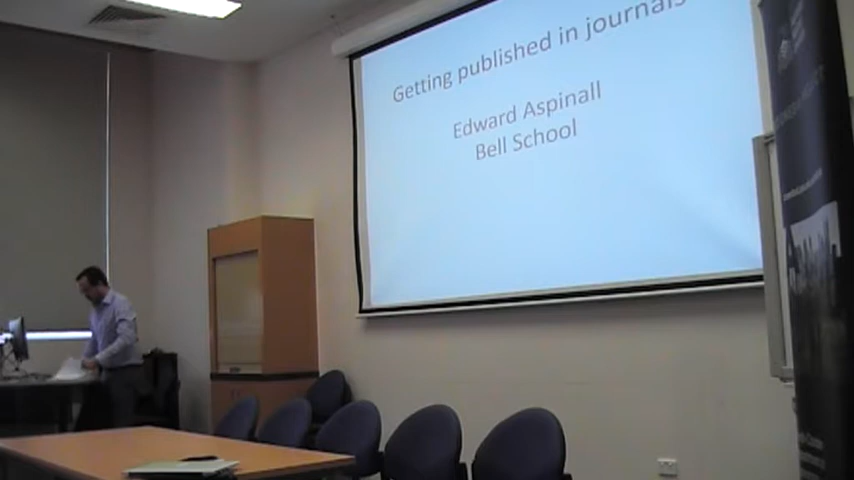 Getting published in journals
Edward Aspinall
Bell School